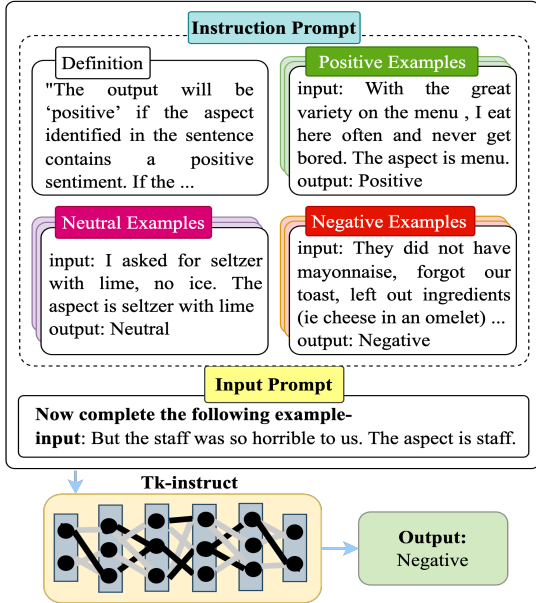 Instruction Prompt
Definition
"The output will be
‘positive’ if the aspect
identified in the sentence
contains a positive
sentiment. If the ...
Positive Examples
input: With the great
variety on the menu , I eat
here often and never get
bored. The aspect is menu.
output: Positive
Neutral Examples
input: I asked for seltzer
with lime, no ice. The
aspect is seltzer with lime
output: Neutral
Negative Examples
input: They did not have
mayonnaise, forgot our
toast, left out ingredients
(ie cheese in an omelet) ...
output: Negative
Input Prompt
Now complete the following example-
input: But the staff was so horrible to us. The aspect is staff.
Tk-instruct
Output:
Negative